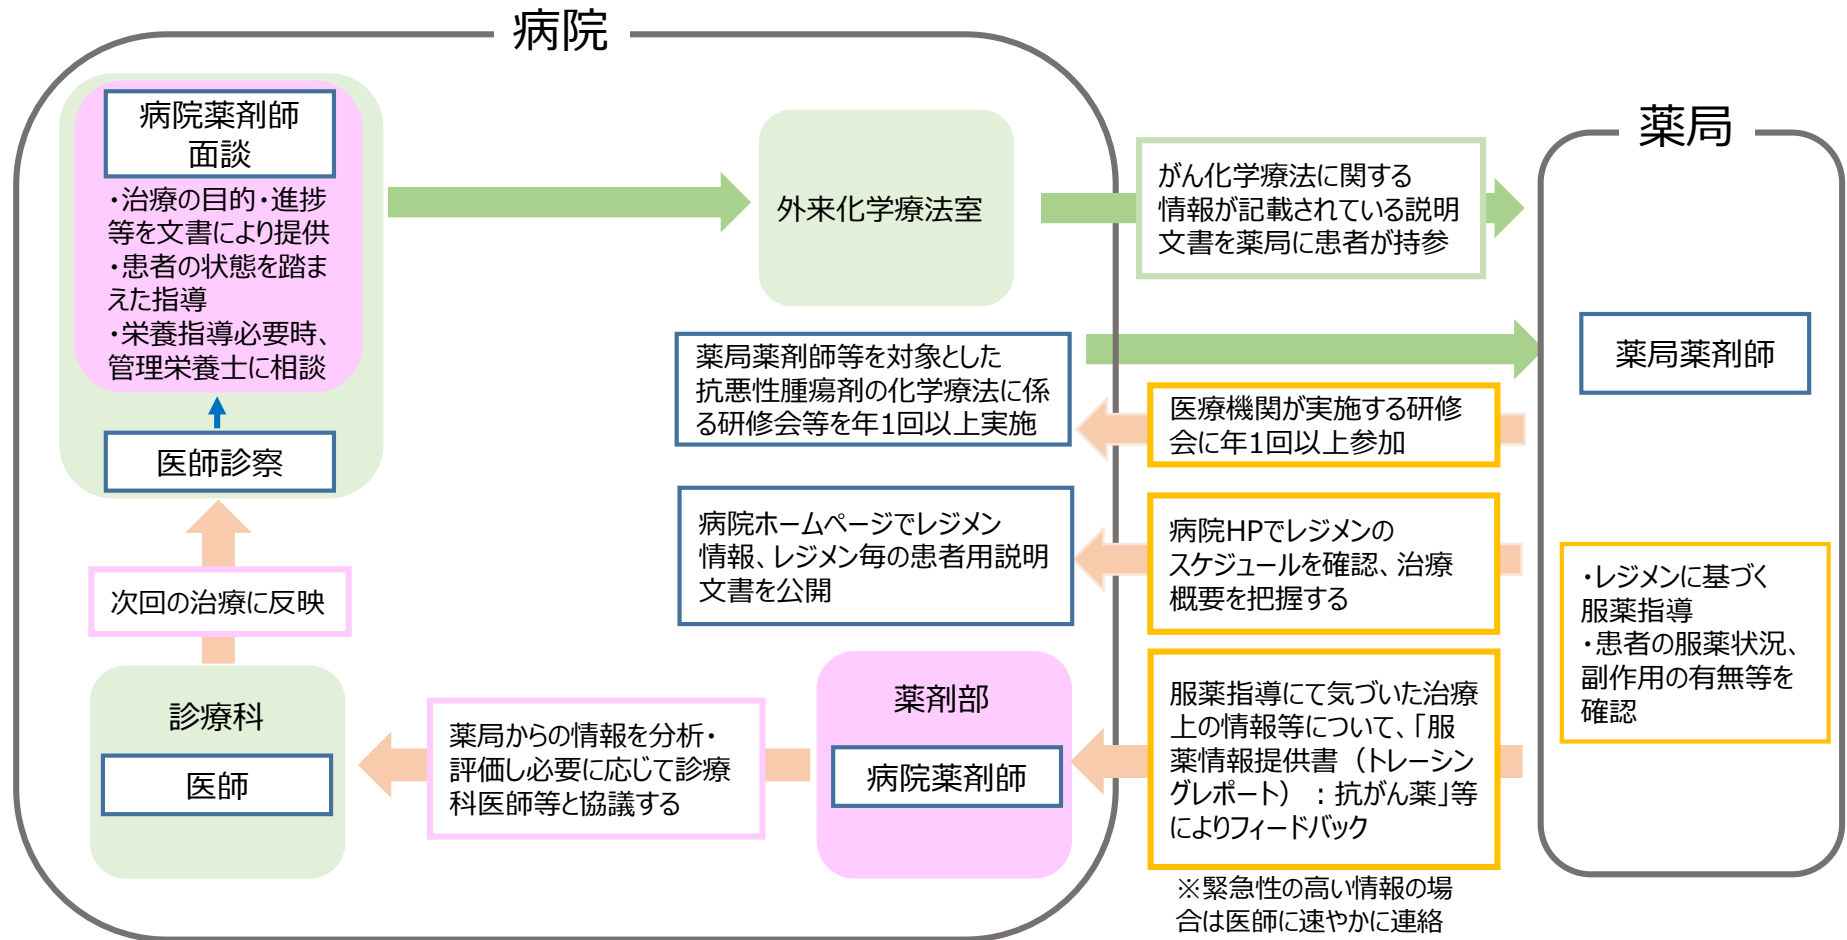 病院
病院薬剤師
面談
・治療の目的・進捗
等を文書により提供
・患者の状態を踏ま
えた指導
・栄養指導必要時、
管理栄養士に相談
医師診察
次回の治療に反映
診療科
医師
外来化学療法室
薬局薬剤師等を対象とした
抗悪性腫瘍剤の化学療法に係
る研修会等を年1回以上実施
病院ホームページでレジメン
情報、レジメン毎の患者用説明
文書を公開
薬剤部
病院薬剤師
薬局からの情報を分析・
評価し必要に応じて診療
科医師等と協議する
がん化学療法に関する
情報が記載されている説明
文書を薬局に患者が持参
医療機関が実施する研修
会に年1回以上参加
病院HPでレジメンの
スケジュールを確認、治療
概要を把握する
服薬指導にて気づいた治療
上の情報等について、「服
薬情報提供書（トレーシン
グレポート）：抗がん薬」等
によりフィードバック
※緊急性の高い情報の場
合は医師に速やかに連絡
薬局
薬局薬剤師
・レジメンに基づく
服薬指導
・患者の服薬状況、
副作用の有無等を
確認